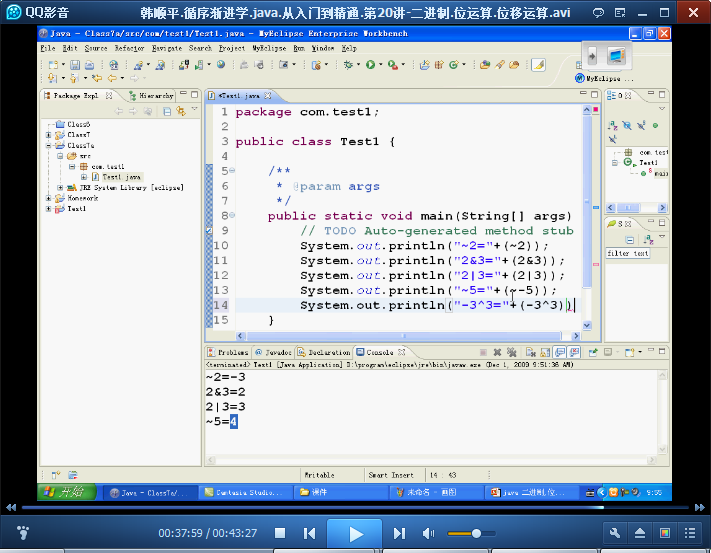 QQ影音
韩顺平.循序渐进学.java.从入门到精通.第20讲-二进制.位运算.位移运算.avi
Java - Class7a/src/com/test1/Test1.java - MyEclipse Enterprise Workbench
File Edit Source Refactor Navigate Search Project MyEclipse Run Window Help
MyEclipse ...
Package Expl
Hierarchy
Class6
Class7
Class7a
src
com.test1
Test1.java
JRE System Library [eclipse]
Homework
Test1
*Test1.java
1 package com.test1;
2
3 public class Test1 {
4
5 /**
6 * @param args
7 */
8 public static void main(String[] args)
9 // TODO Auto-generated method stub
10 System.out.println("~2="+(~2));
11 System.out.println("2&3="+(2&3));
12 System.out.println("2|3="+(2|3));
13 System.out.println("~5="+(~-5));
14 System.out.println("-3^3="+(-3^3))
15 }
O
com.test
Test1
main
S
filter text
Problems @ Javadoc Declaration Console
<terminated> Test1 [Java Application] D:\program\eclipse\jre\bin\javaw.exe (Dec 1, 2009 9:51:36 AM)
~2=-3
2&3=2
2|3=3
~5=4
Writable Smart Insert 14 : 43
开始
Java - Class7a/...
Camtasia Studio...
课件
未命名 - 画图
java 二进制.位...
9:55
00:37:59 / 00:43:27